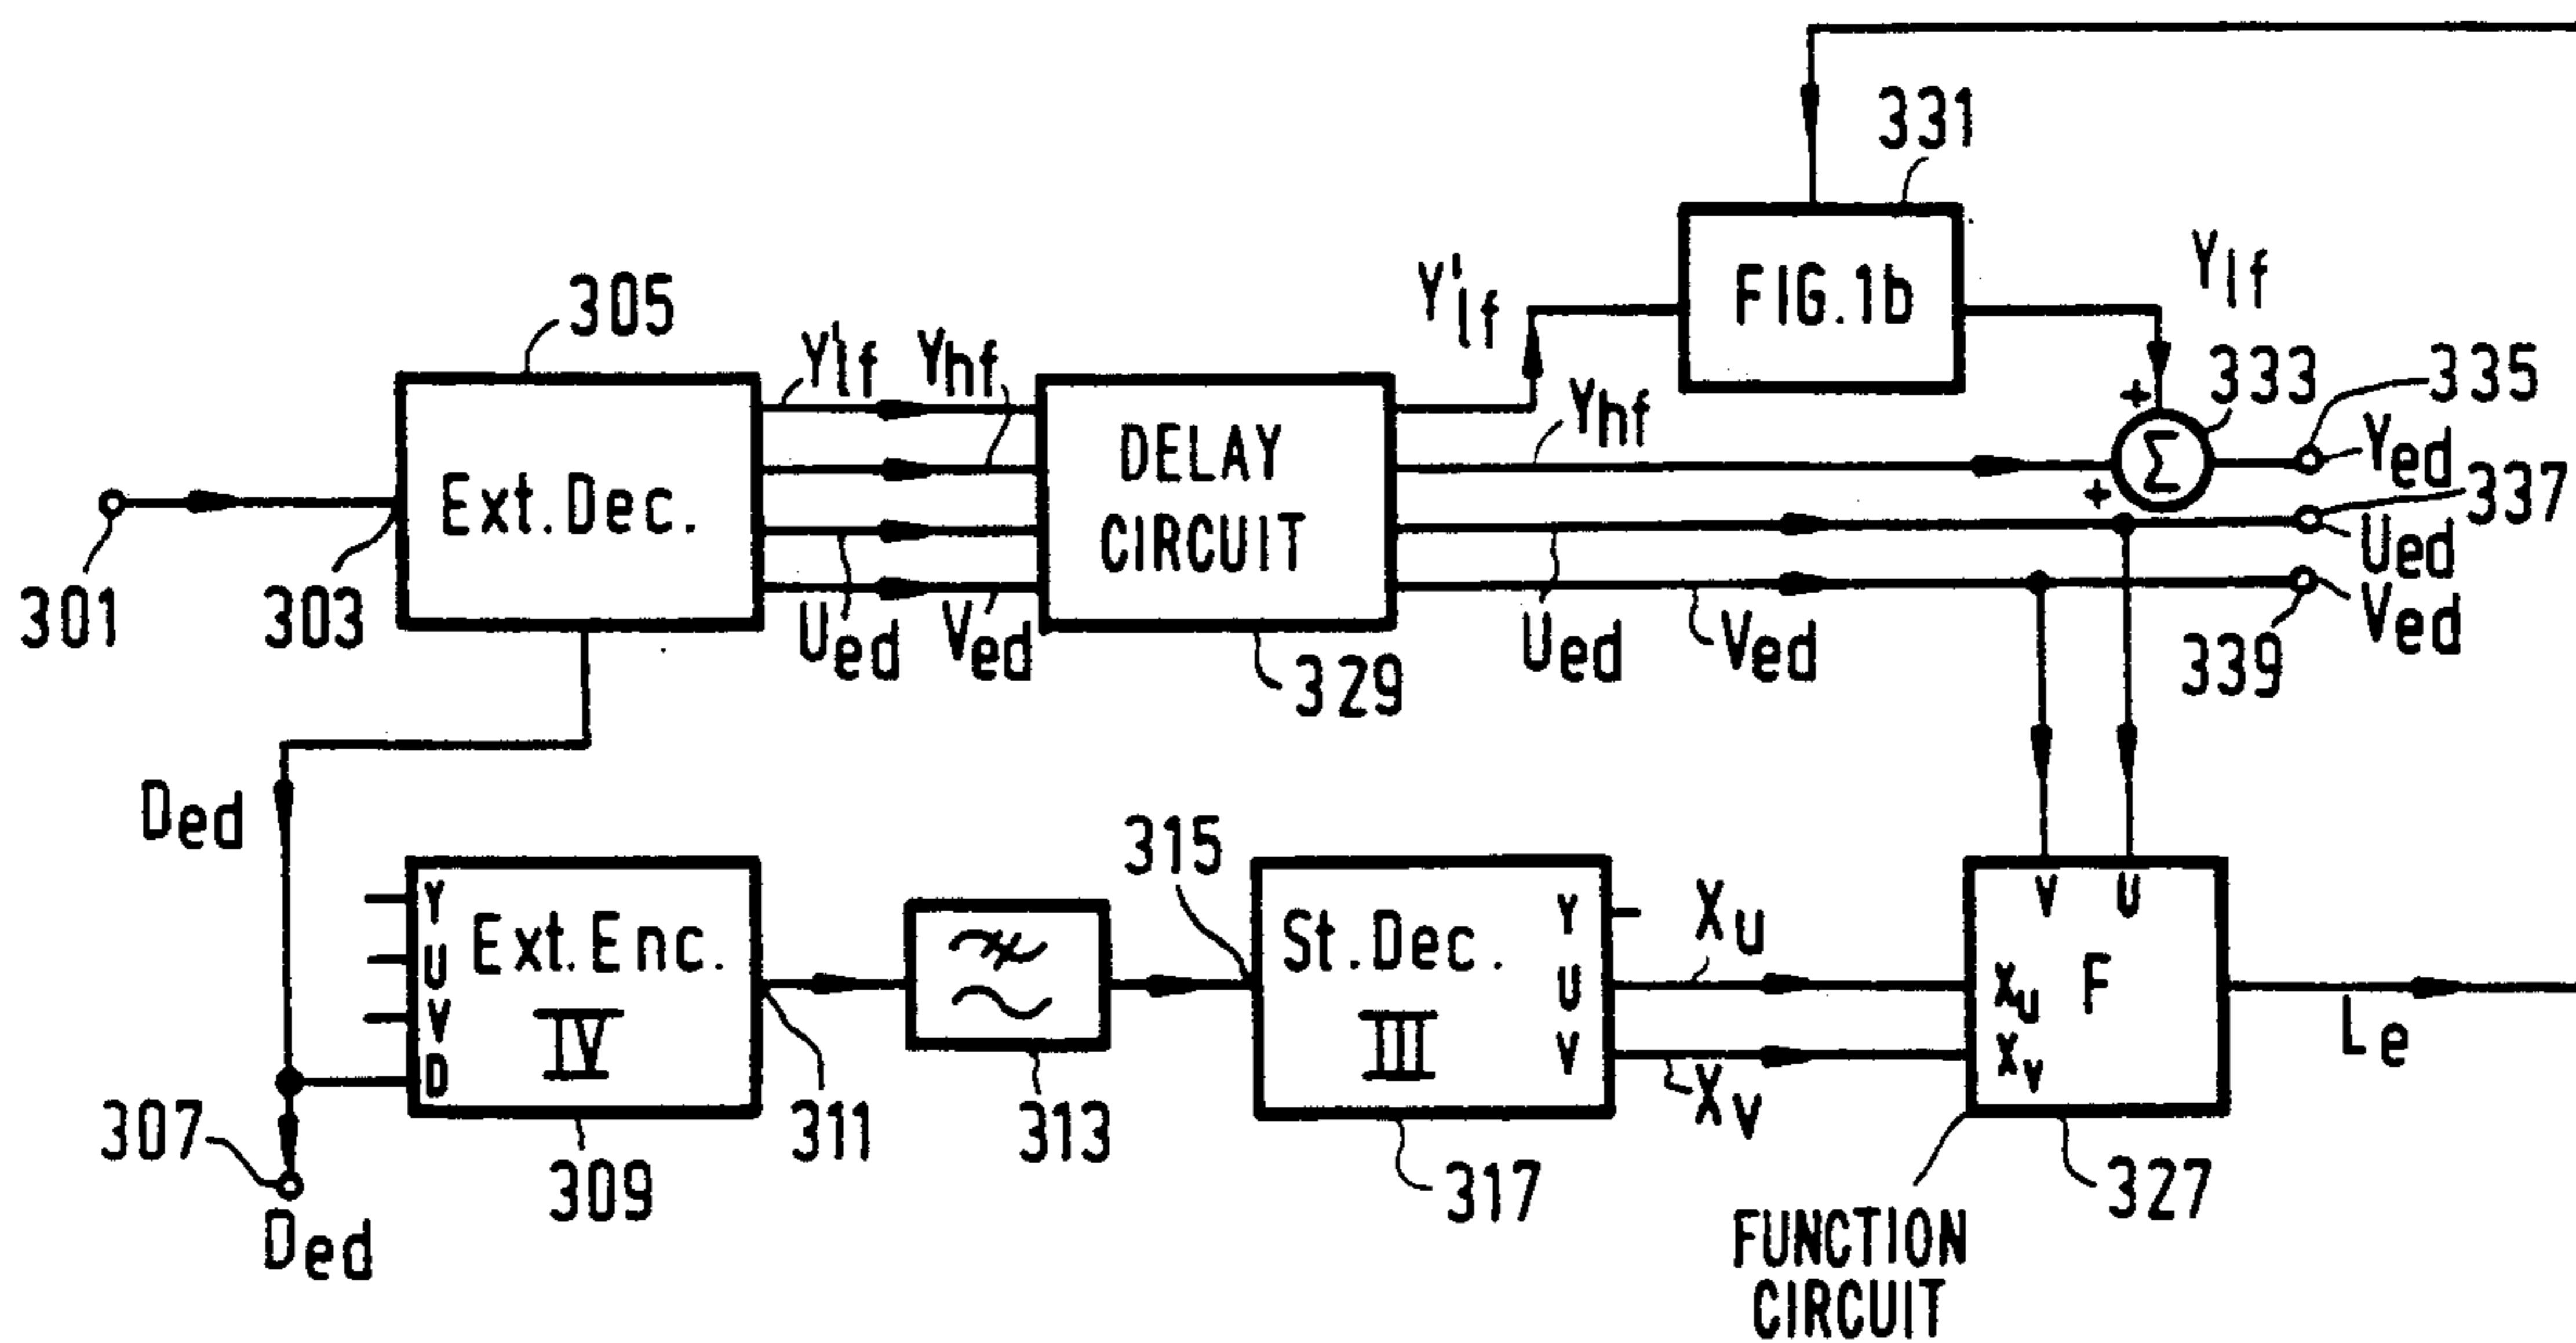 331
FIG.1b
Y'lf
Ylf
305
Ext.Dec.
Y'lf
Yhf
Ued
Ved
DELAY
CIRCUIT
329
Yhf
Ued
Ved
+
+
Σ
333
335
Yed
337
Ued
Ved
339
301
303
Ded
307
Ded
Y
U
V
D
Ext.Enc.
IV
309
311
313
315
St.Dec.
III
Y
U
V
317
Xu
Xv
V U
Xu
Xv
F
327
Le
FUNCTION
CIRCUIT